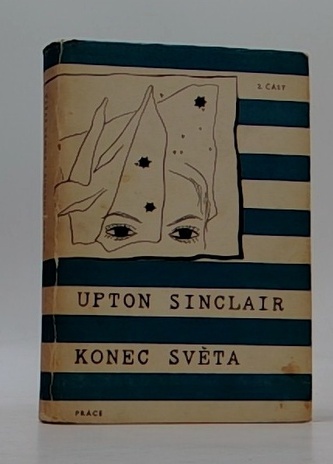 2. ČÁST
UPTON SINCLAIR
KONEC SVĚTA
PRÁCE